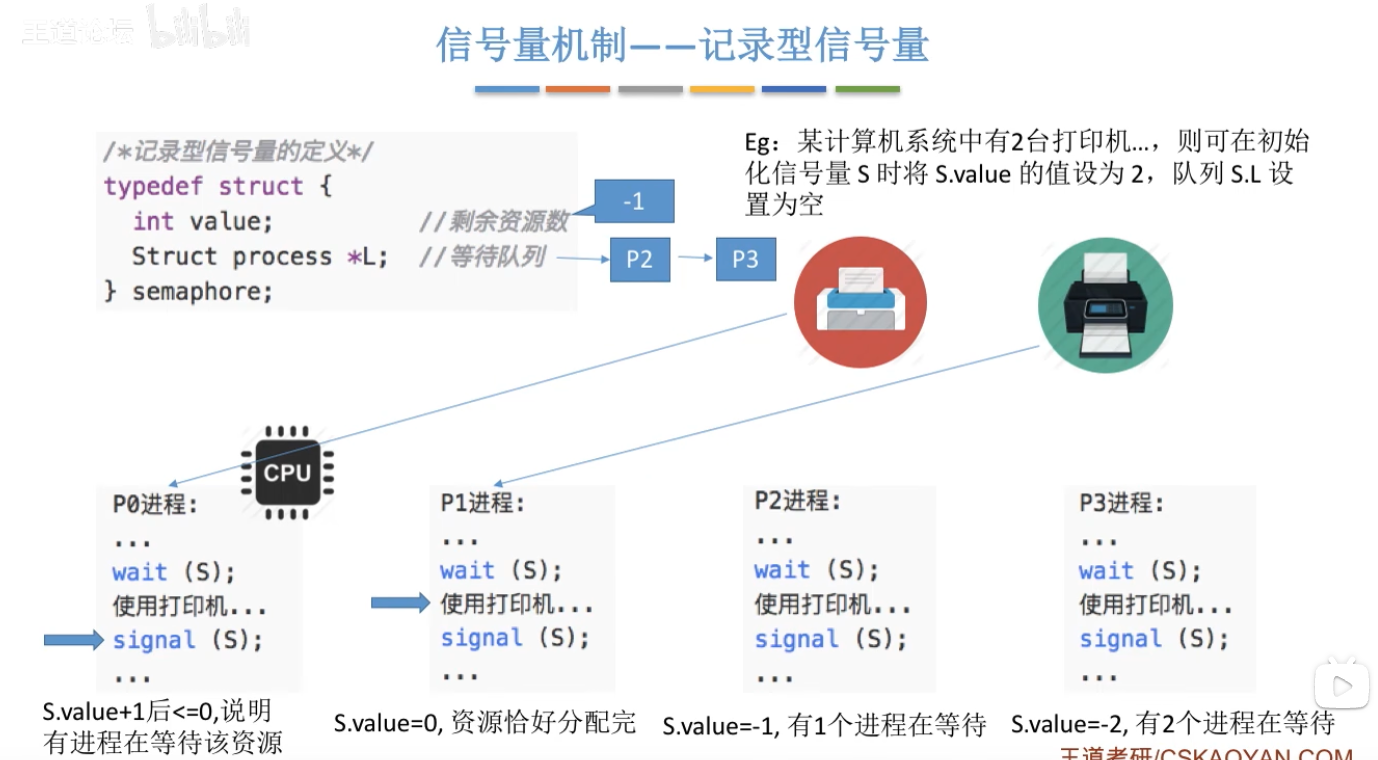 王道论坛 bilibili
信号量机制——记录型信号量
/*记录型信号量的定义*/
typedef struct {
int value; //剩余资源数
Struct process *L; //等待队列
} semaphore;
-1
P2
P3
Eg：某计算机系统中有2台打印机...，则可在初始
化信号量 S 时将 S.value 的值设为 2，队列 S.L 设
置为空
CPU
P0进程:
...
wait (S);
使用打印机...
signal (S);
...
S.value+1后<=0,说明
有进程在等待该资源
P1进程:
...
wait (S);
使用打印机...
signal (S);
...
S.value=0, 资源恰好分配完
P2进程:
...
wait (S);
使用打印机...
signal (S);
...
S.value=-1, 有1个进程在等待
P3进程:
...
wait (S);
使用打印机...
signal (S);
...
S.value=-2, 有2个进程在等待
王道考研/CSKAOYAN.COM